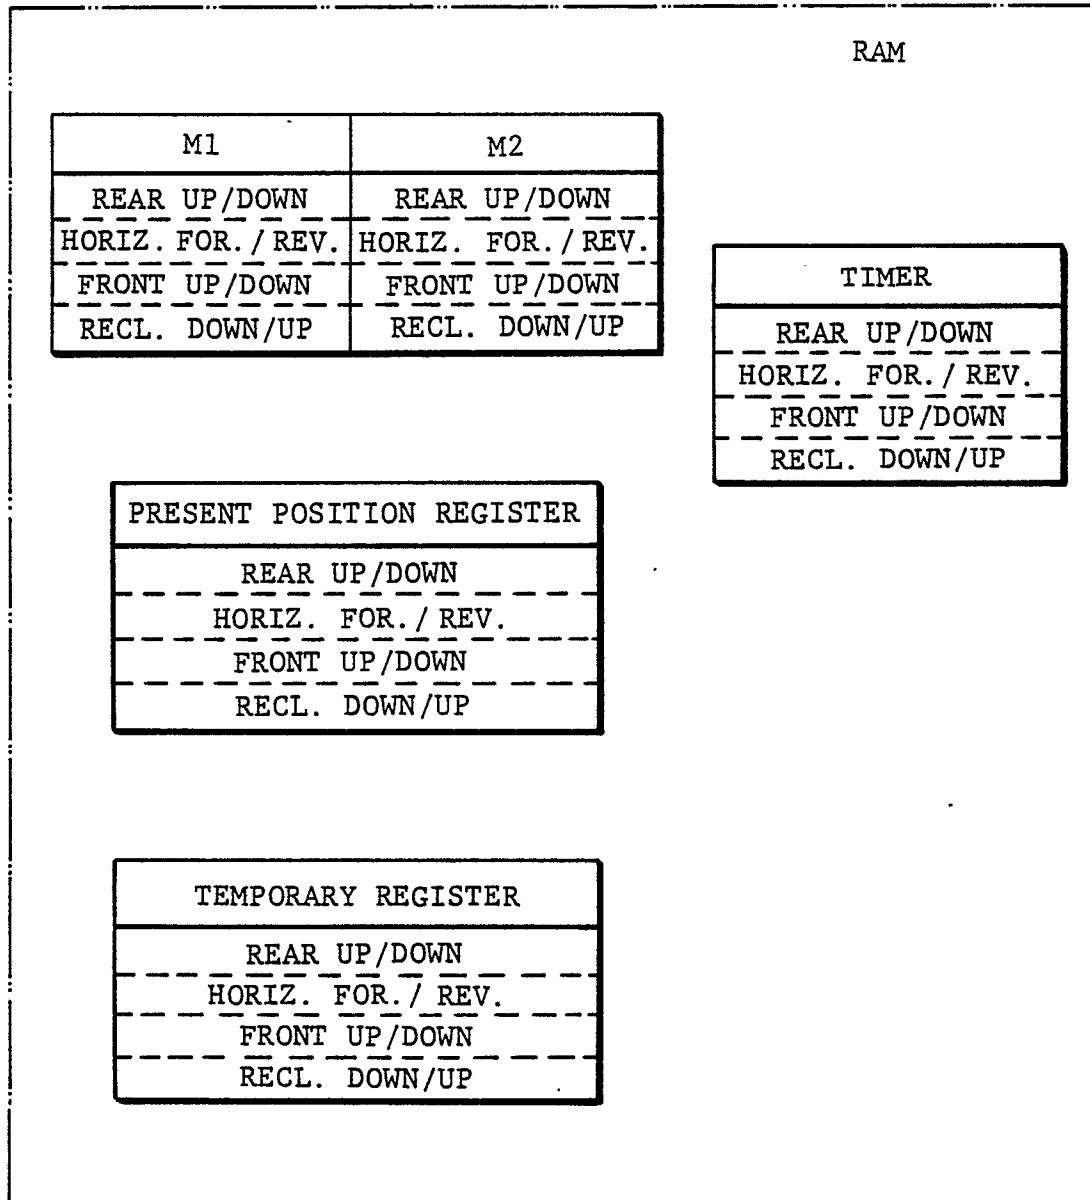 RAM
M1 M2
REAR UP/DOWN REAR UP/DOWN
HORIZ. FOR./REV. HORIZ. FOR./REV.
FRONT UP/DOWN FRONT UP/DOWN
RECL. DOWN/UP RECL. DOWN/UP
TIMER
REAR UP/DOWN
HORIZ. FOR./REV.
FRONT UP/DOWN
RECL. DOWN/UP
PRESENT POSITION REGISTER
REAR UP/DOWN
HORIZ. FOR./REV.
FRONT UP/DOWN
RECL. DOWN/UP
TEMPORARY REGISTER
REAR UP/DOWN
HORIZ. FOR./REV.
FRONT UP/DOWN
RECL. DOWN/UP